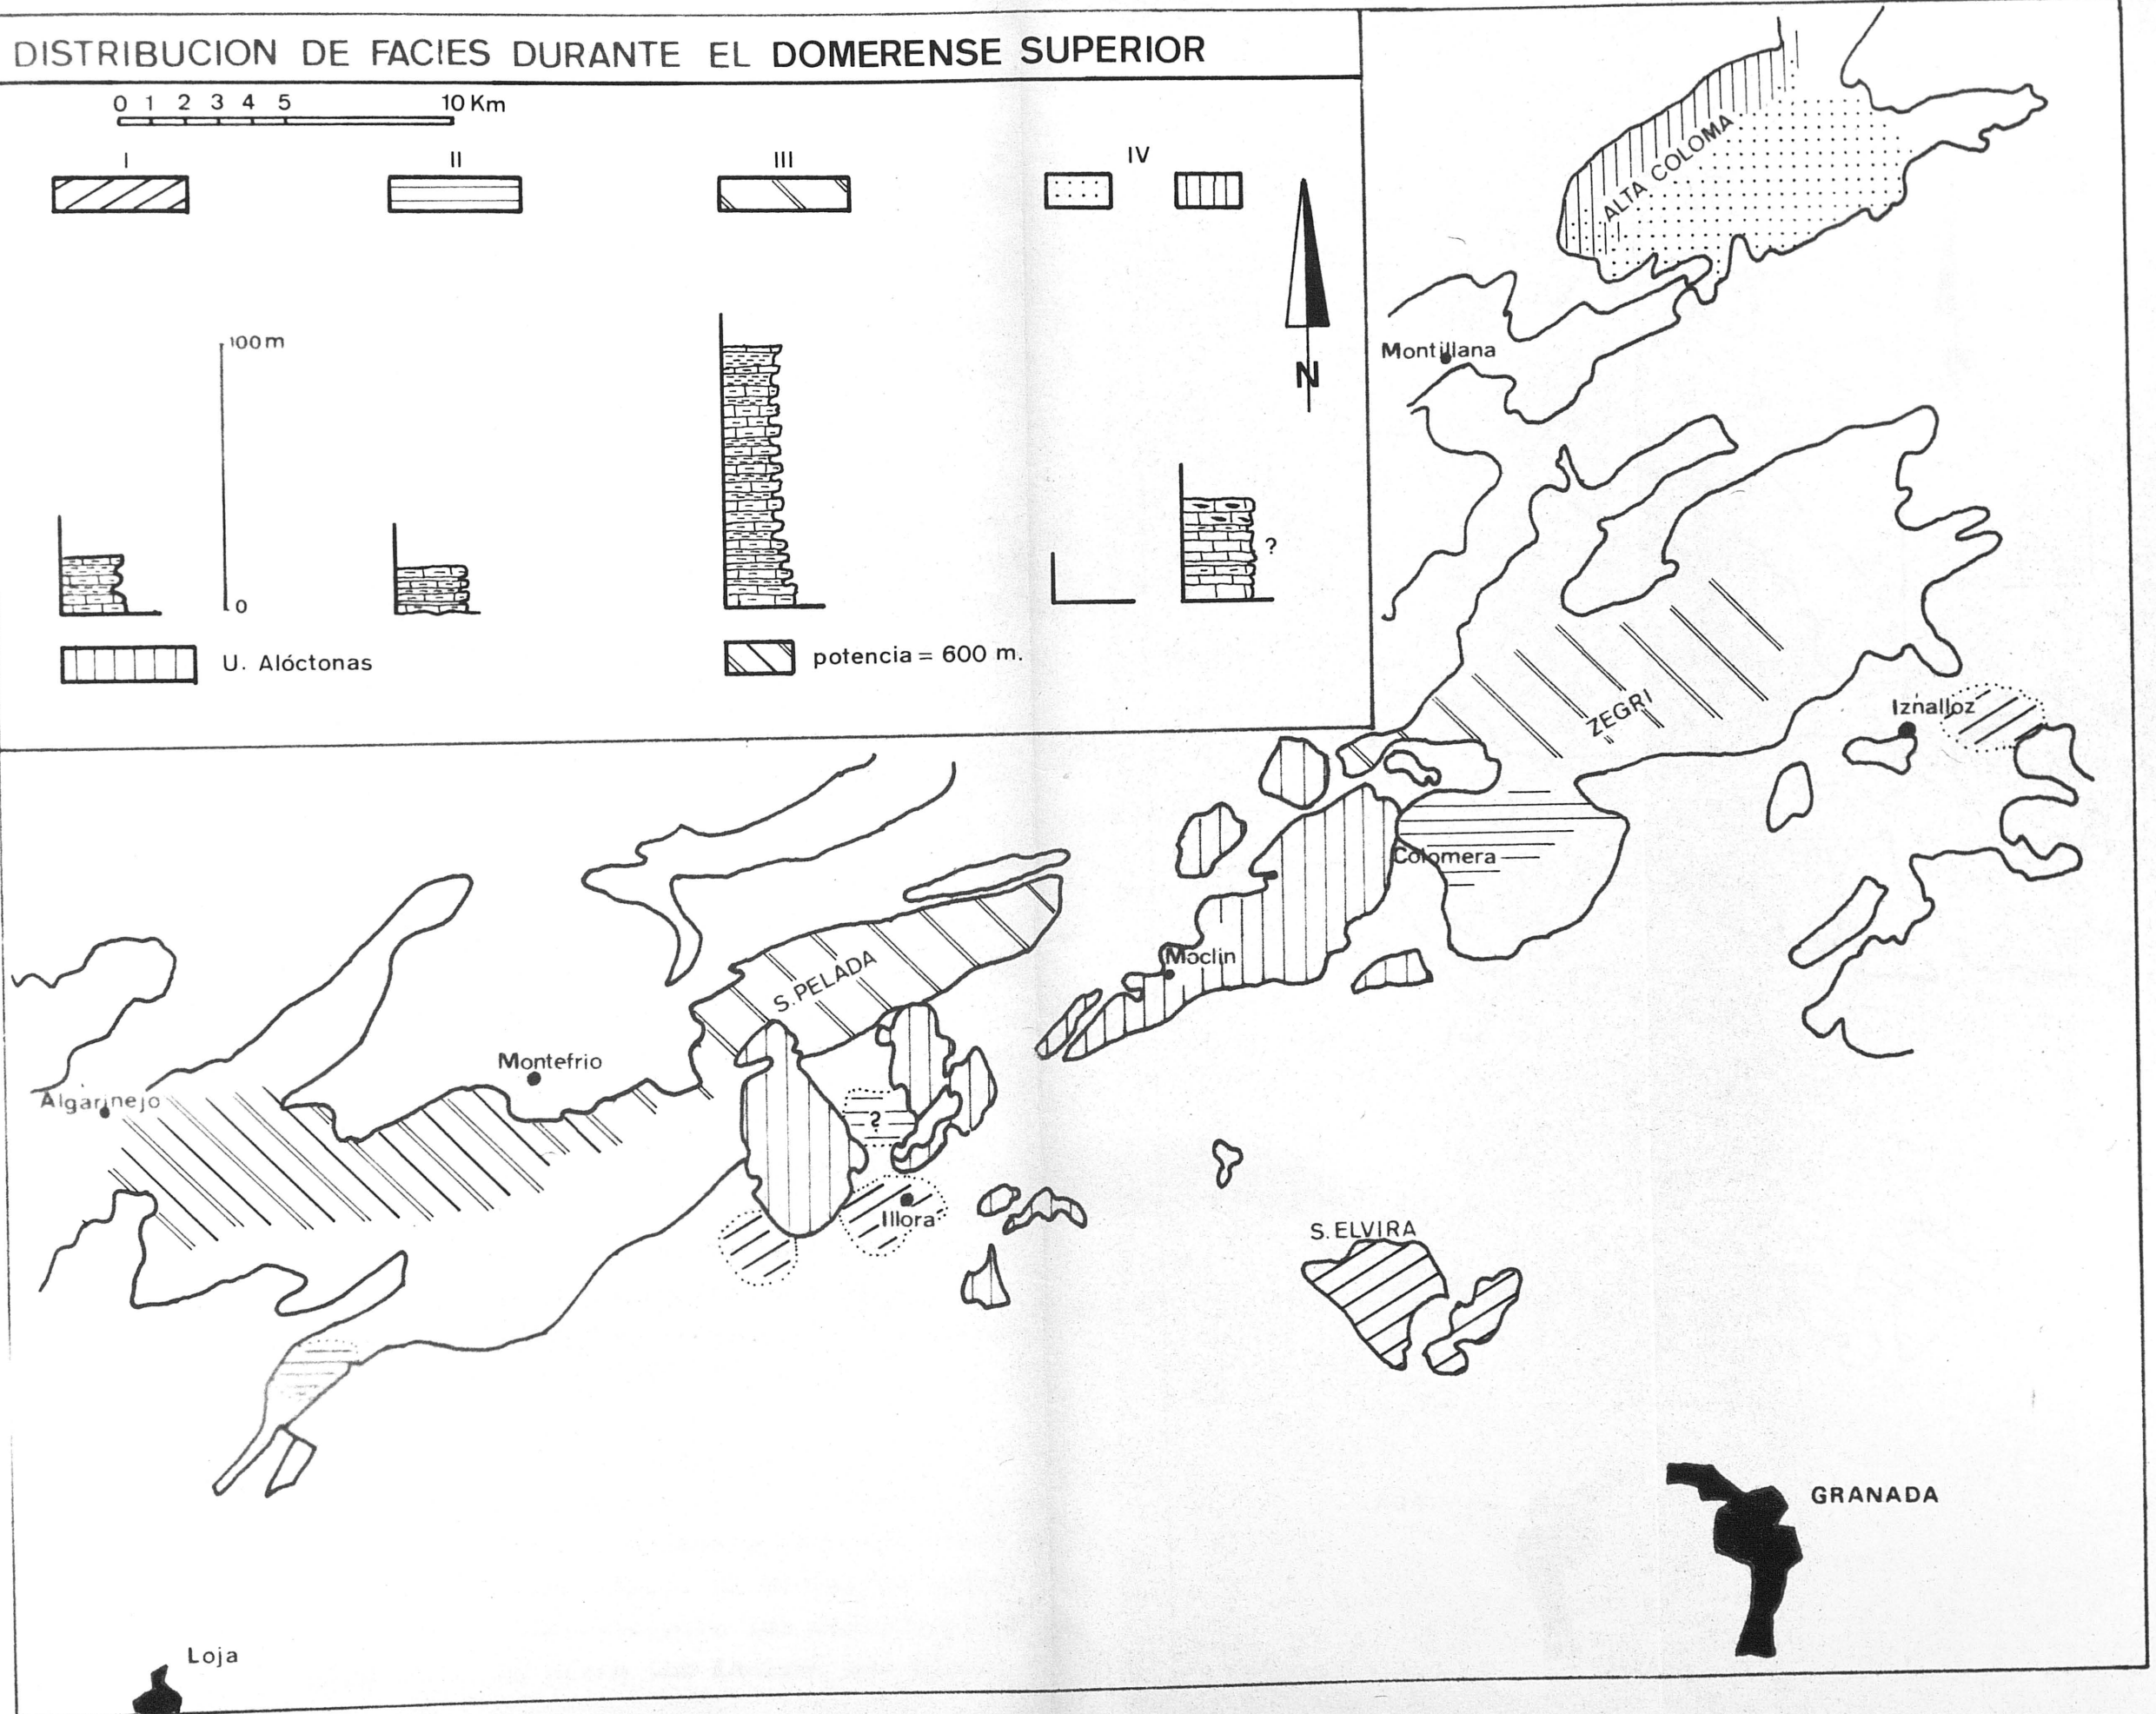 DISTRIBUCION DE FACIES DURANTE EL DOMERENSE SUPERIOR
0 1 2 3 4 5 10 Km
I II III IV
100 m
0
?
N
U. Alóctonas
potencia = 600 m.
ALTA COLOMA
Montillana
ZEGRI
Iznalloz
Colomera
Moclin
S. PELADA
Montefrio
Algarinejo
?
Illora
S. ELVIRA
GRANADA
Loja